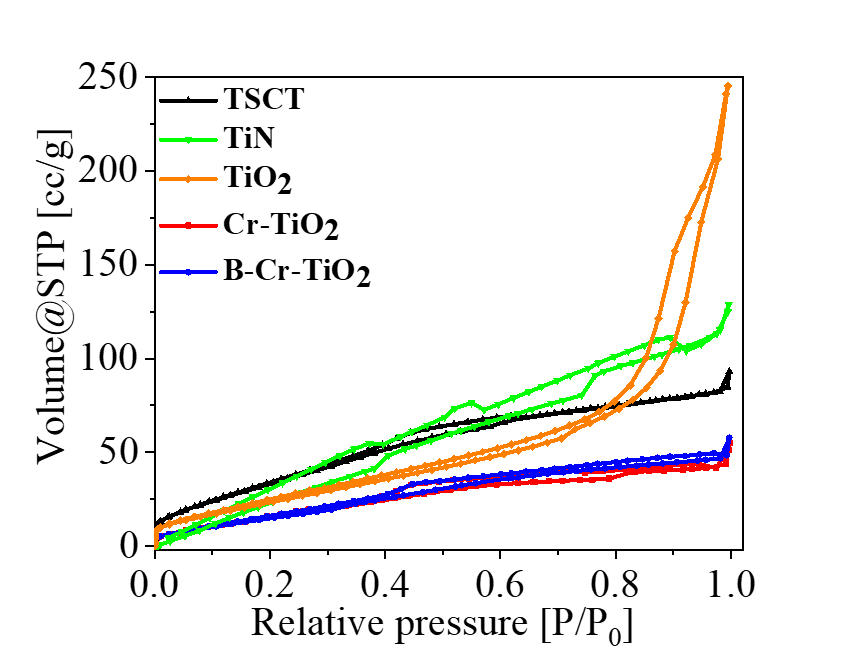 250
200
150
100
50
0
Volume@STP [cc/g]
TSCT
TiN
TiO2
Cr-TiO2
B-Cr-TiO2
0.0 0.2 0.4 0.6 0.8 1.0
Relative pressure [P/P0]